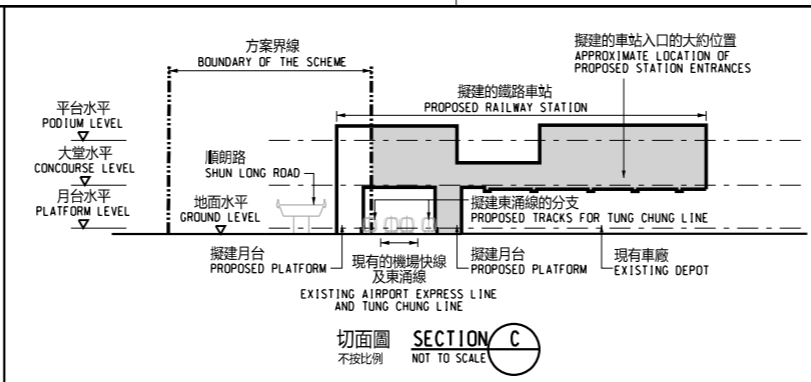 方案界線
BOUNDARY OF THE SCHEME
擬建的車站入口的大約位置
APPROXIMATE LOCATION OF
PROPOSED STATION ENTRANCES
擬建的鐵路車站
PROPOSED RAILWAY STATION
平台水平
PODIUM LEVEL
大堂水平
CONCOURSE LEVEL
順朗路
SHUN LONG ROAD
月台水平
PLATFORM LEVEL
地面水平
GROUND LEVEL
擬建東涌線的分支
PROPOSED TRACKS FOR TUNG CHUNG LINE
擬建月台
PROPOSED PLATFORM
現有的機場快線
及東涌線
EXISTING AIRPORT EXPRESS LINE
AND TUNG CHUNG LINE
擬建月台
PROPOSED PLATFORM
現有車廠
EXISTING DEPOT
切面圖 SECTION C
不按比例 NOT TO SCALE